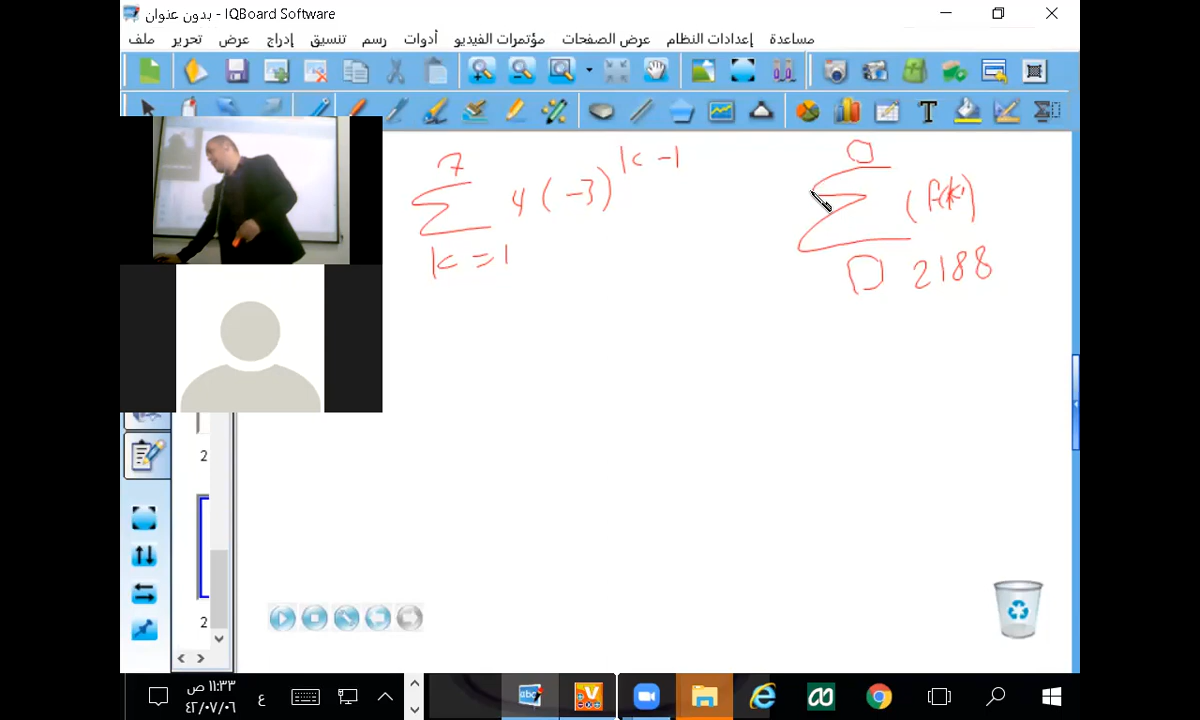 بدون عنوان - IQBoard Software
ملف تحرير عرض إدراج تنسيق رسم أدوات مؤتمرات الفيديو عرض الصفحات إعدادات النظام مساعدة
7
∑ 4 (-3)^{k-1}
k=1
∑ (f(k))
2188
2
2
١١:٣٣ ص
٤٢/٠٧/٠٦
ع